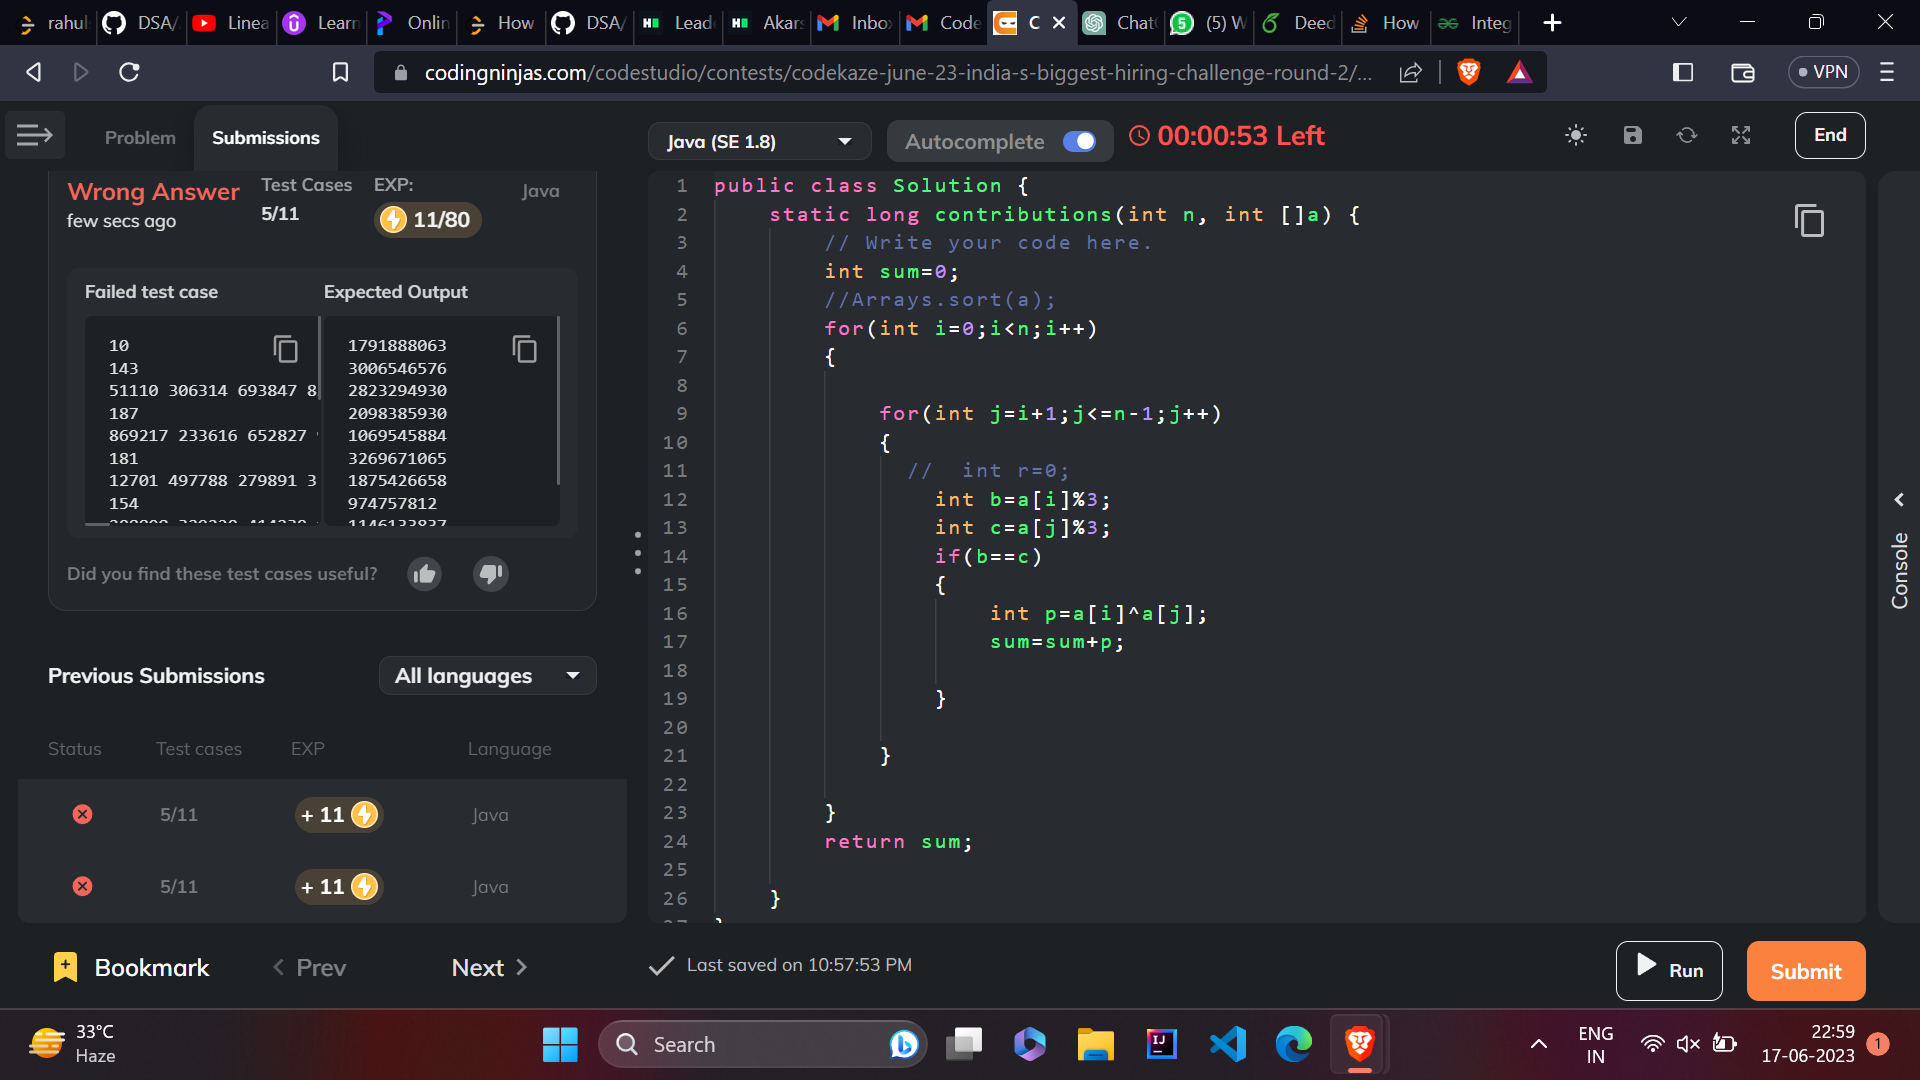 rahul
DSA/
Linea
Learn
Onlin
How
DSA/
Lead
Akars
Inbox
Code
C
Chat
(5) W
Deed
How
Integ
codingninjas.com/codestudio/contests/codekaze-june-23-india-s-biggest-hiring-challenge-round-2/...
VPN
Problem
Submissions
Java (SE 1.8)
Autocomplete
00:00:53 Left
End
Wrong Answer
few secs ago
Test Cases
5/11
EXP:
11/80
Java
Failed test case
Expected Output
10
143
51110 306314 693847 8
187
869217 233616 652827
181
12701 497788 279891 3
154
1791888063
3006546576
2823294930
2098385930
1069545884
3269671065
1875426658
974757812
1146133837
Did you find these test cases useful?
Previous Submissions
All languages
Status Test cases EXP Language
5/11 + 11 Java
5/11 + 11 Java
1 public class Solution {
2 static long contributions(int n, int []a) {
3 // Write your code here.
4 int sum=0;
5 //Arrays.sort(a);
6 for(int i=0;i<n;i++)
7 {
8
9 for(int j=i+1;j<=n-1;j++)
10 {
11 // int r=0;
12 int b=a[i]%3;
13 int c=a[j]%3;
14 if(b==c)
15 {
16 int p=a[i]^a[j];
17 sum=sum+p;
18
19 }
20
21 }
22
23 }
24 return sum;
25
26 }
27 }
Console
Bookmark
Prev
Next
Last saved on 10:57:53 PM
Run
Submit
33°C
Haze
Search
ENG
IN
22:59
17-06-2023
1